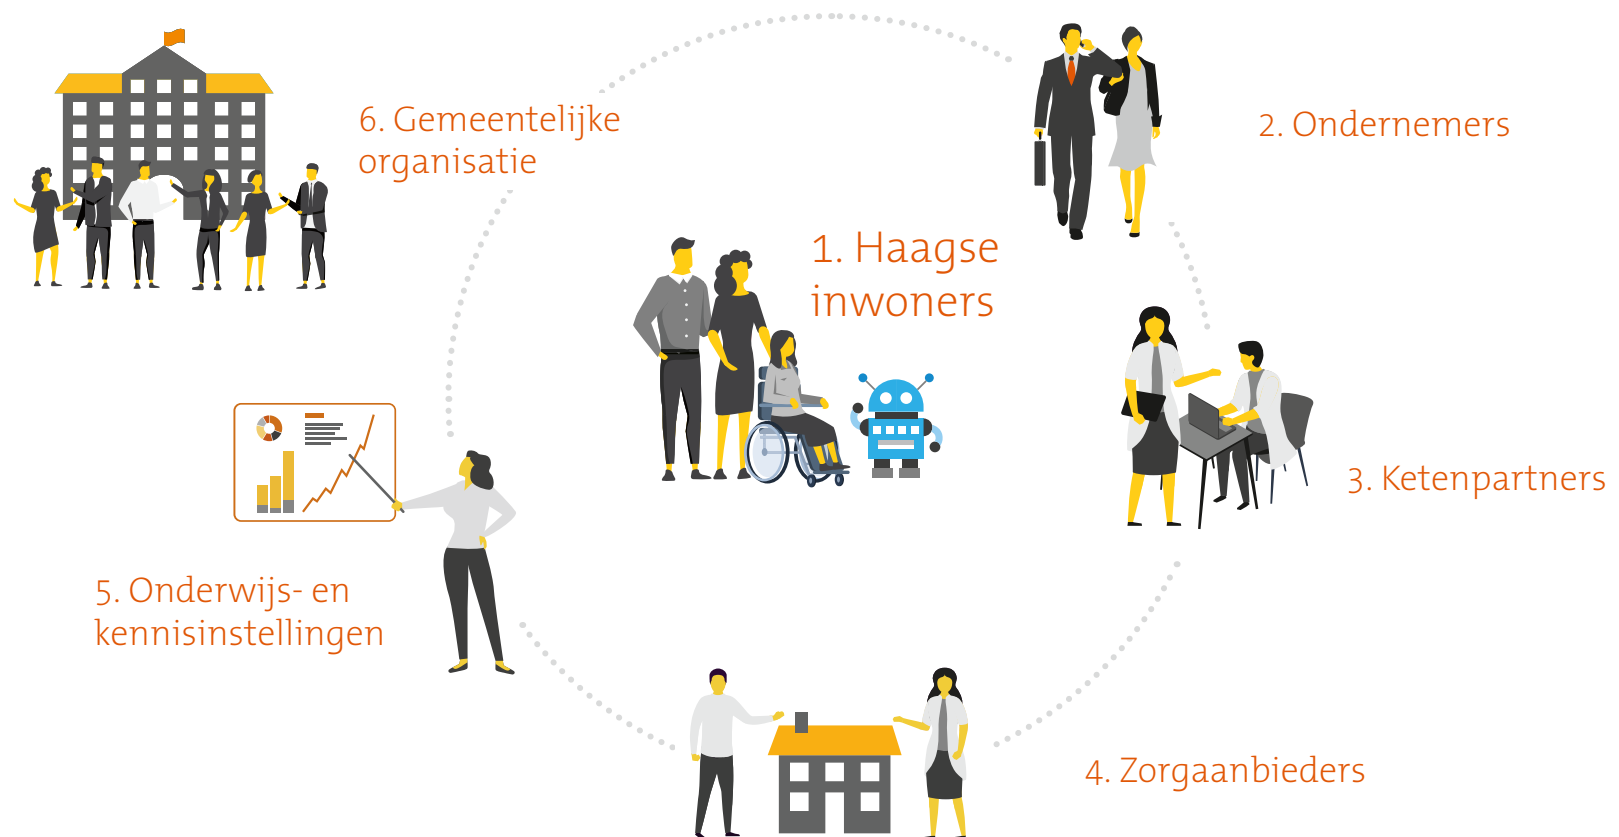 1. Haagse
inwoners
2. Ondernemers
3. Ketenpartners
4. Zorgaanbieders
5. Onderwijs- en
kennisinstellingen
6. Gemeentelijke
organisatie